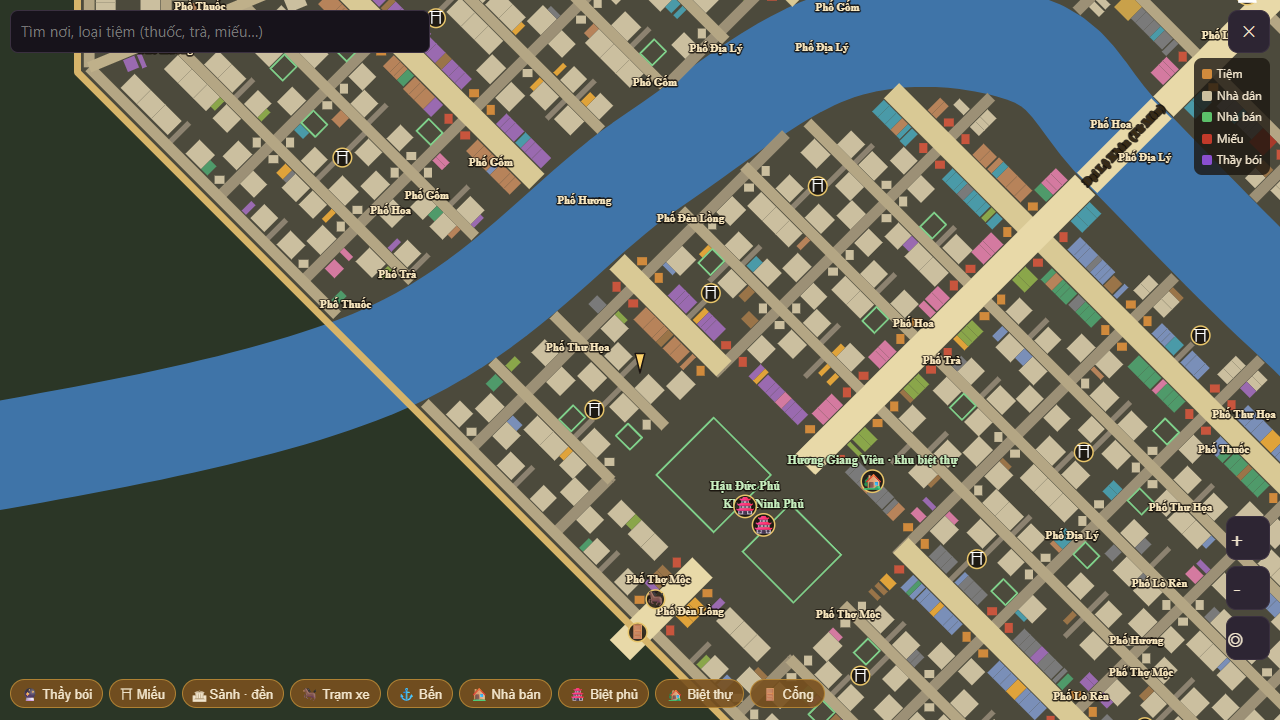 Phố Thuốc
Phố Gốm
Tìm nơi, loại tiệm (thuốc, trà, miếu...)
Phố Địa Lý
Phố Địa Lý
×
Tiệm
Phố Gốm
Nhà dân
Nhà bán
Phố Hoa
Miếu
Phố Gốm
Phố Địa Lý
Thầy bói
Phố Gốm
Phố Hương
Phố Hoa
Phố Đèn Lồng
Phố Trà
Phố Thuốc
Phố Hoa
Phố Thư Họa
Phố Trà
Phố Thư Họa
Phố Thuốc
Hương Giang Viên · khu biệt thự
Hậu Đức Phủ
Ninh Phủ
Phố Thư Họa
Phố Địa Lý
+
Phố Thợ Mộc
Phố Lò Rèn
−
Phố Đèn Lồng
Phố Thợ Mộc
Phố Hương
◎
Phố Thợ Mộc
Phố Lò Rèn
Thầy bói
Miếu
Sảnh · đền
Trạm xe
Bến
Nhà bán
Biệt phủ
Biệt thự
Cổng